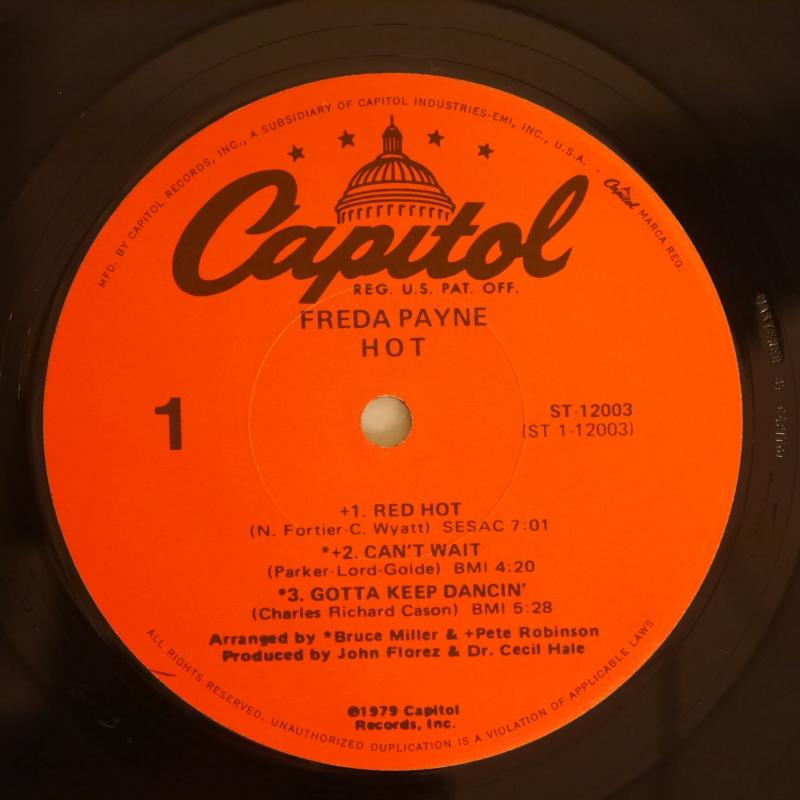 MFD. BY CAPITOL RECORDS, INC., A SUBSIDIARY OF CAPITOL INDUSTRIES-EMI, INC., U.S.A.
Capitol MARCA REG.
Capitol
REG. U.S. PAT. OFF.
FREDA PAYNE
HOT
1
ST-12003
(ST 1-12003)
+1. RED HOT
(N. Fortier-C. Wyatt) SESAC 7:01
*+2. CAN'T WAIT
(Parker-Lord-Golde) BMI 4:20
*3. GOTTA KEEP DANCIN'
(Charles Richard Cason) BMI 5:28
Arranged by *Bruce Miller & +Pete Robinson
Produced by John Florez & Dr. Cecil Hale
℗1979 Capitol
Records, Inc.
ALL RIGHTS RESERVED. UNAUTHORIZED DUPLICATION IS A VIOLATION OF APPLICABLE LAWS